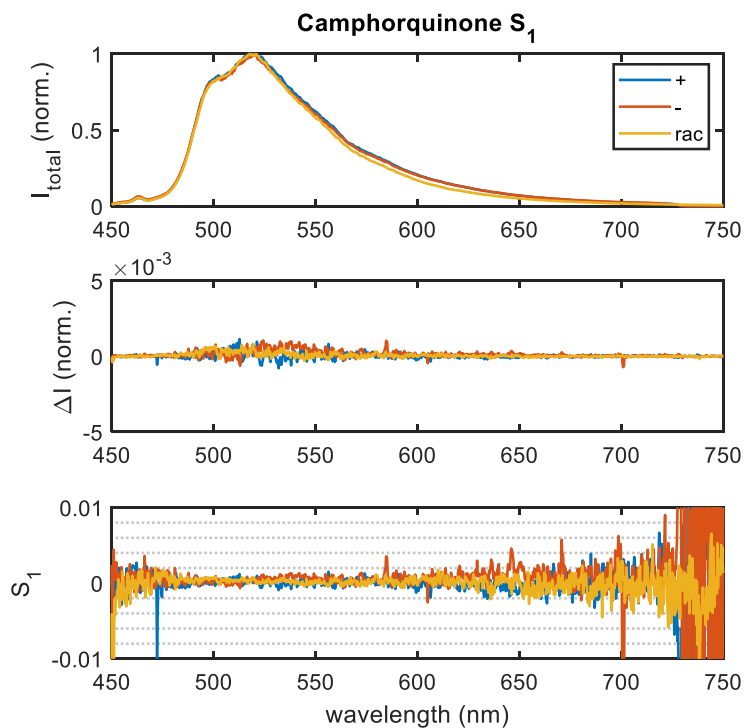 Camphorquinone S₁
I_total (norm.)
1
0.5
0
+
-
rac
450 500 550 600 650 700 750
×10⁻³
ΔI (norm.)
5
0
-5
450 500 550 600 650 700 750
S₁
0.01
0
-0.01
450 500 550 600 650 700 750
wavelength (nm)